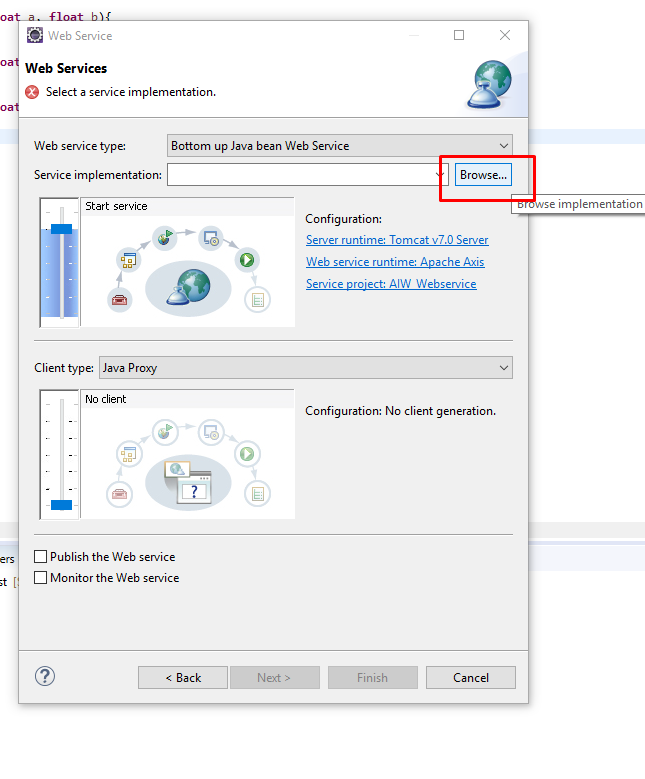 oat a, float b){
Web Service
oat
Web Services
Select a service implementation.
oat
Web service type: Bottom up Java bean Web Service
Service implementation: Browse...
Browse implementation
Start service
Configuration:
Server runtime: Tomcat v7.0 Server
Web service runtime: Apache Axis
Service project: AIW_Webservice
Client type: Java Proxy
No client
Configuration: No client generation.
?
ers
Publish the Web service
st [
Monitor the Web service
?
< Back
Next >
Finish
Cancel